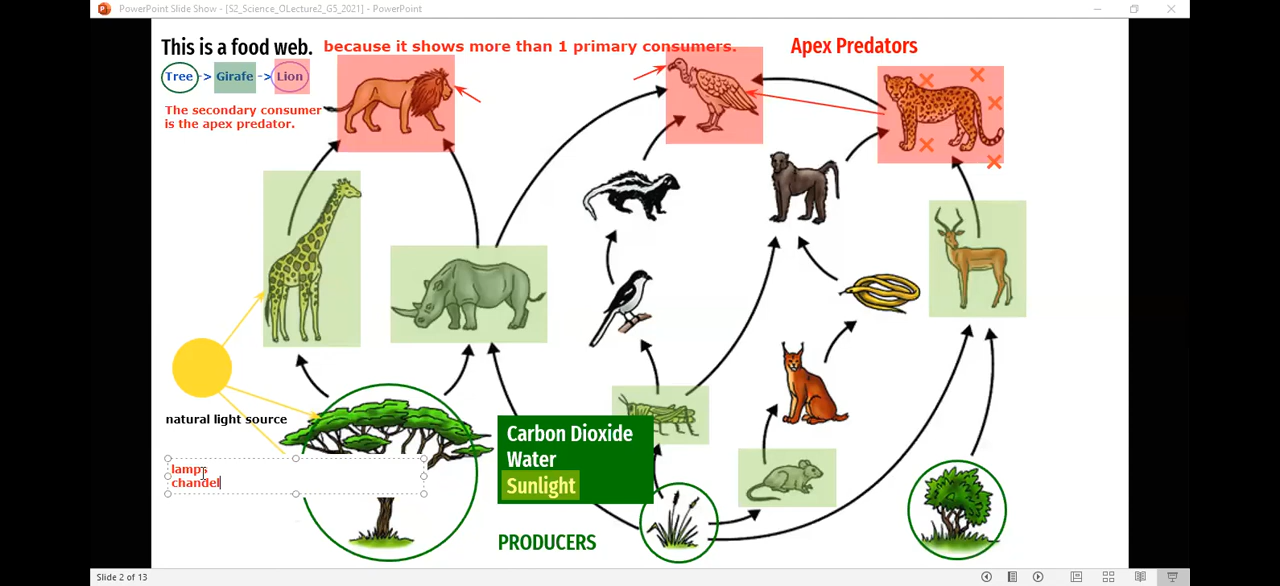 PowerPoint Slide Show - [S2_Science_OLecture2_G5_2021] - PowerPoint
This is a food web. because it shows more than 1 primary consumers.
Apex Predators
Tree -> Girafe -> Lion
The secondary consumer
is the apex predator.
natural light source
lamp,
chandel
Carbon Dioxide
Water
Sunlight
PRODUCERS
Slide 2 of 13